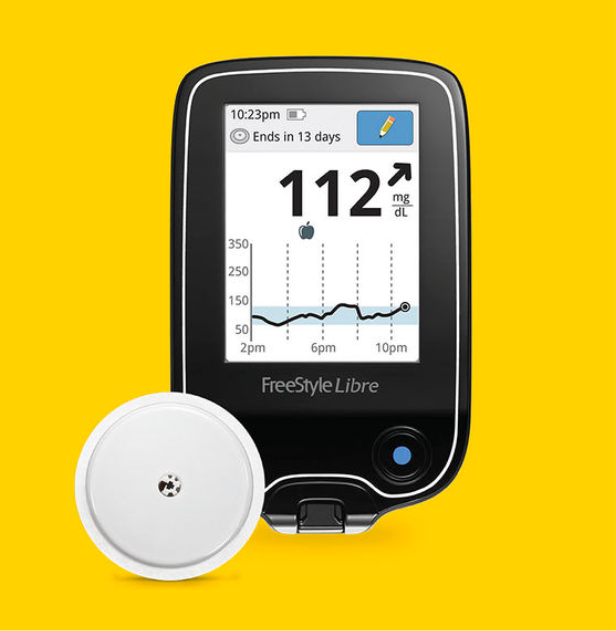 10:23pm
Ends in 13 days
112
mg
dL
350
250
150
50
2pm 6pm 10pm
FreeStyle Libre